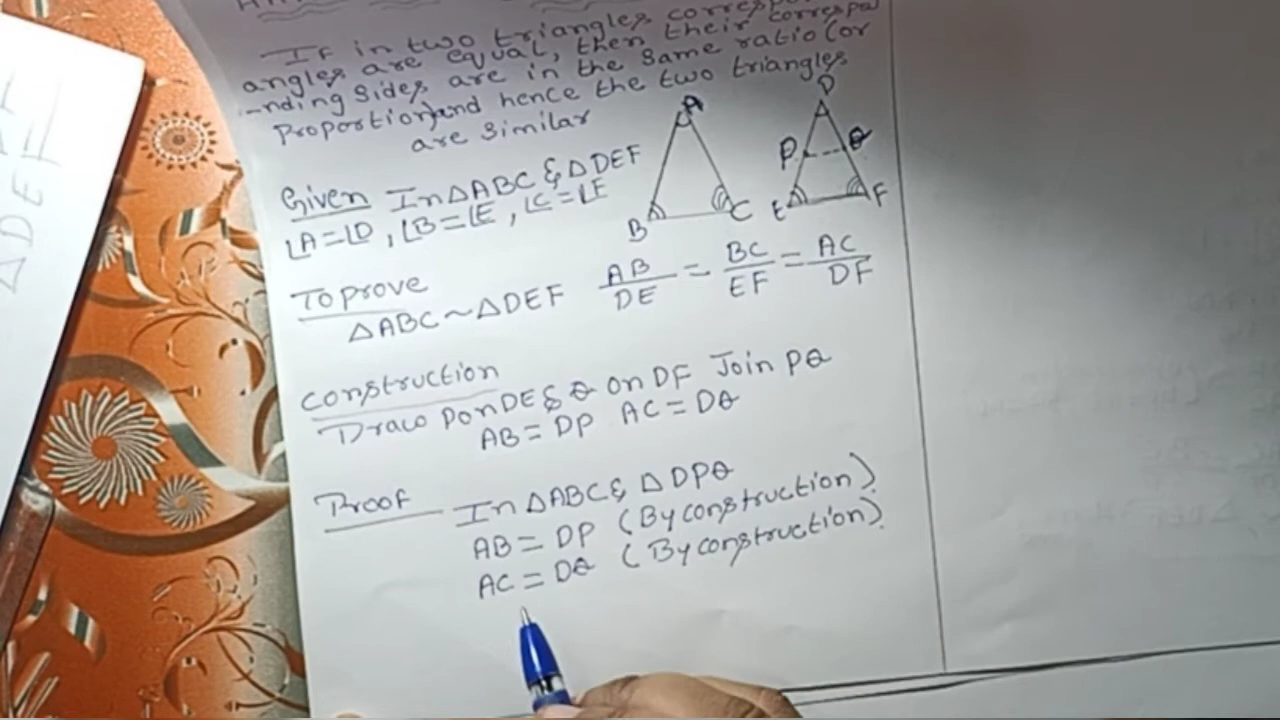 If in two triangles
angles are equal, then their
-nding sides are in the same ratio (or
Proportion) and hence the two triangles
are similar
Given In △ABC & △DEF
∠A=∠D, ∠B=∠E, ∠C=∠F
A
B
C
D
P
Q
E
F
To prove
△ABC ~ △DEF AB/DE = BC/EF = AC/DF
Construction
Draw P on DE & Q on DF Join PQ
AB = DP AC = DQ
Proof In △ABC & △DPQ
AB = DP (By construction)
AC = DQ (By construction)
△DEF